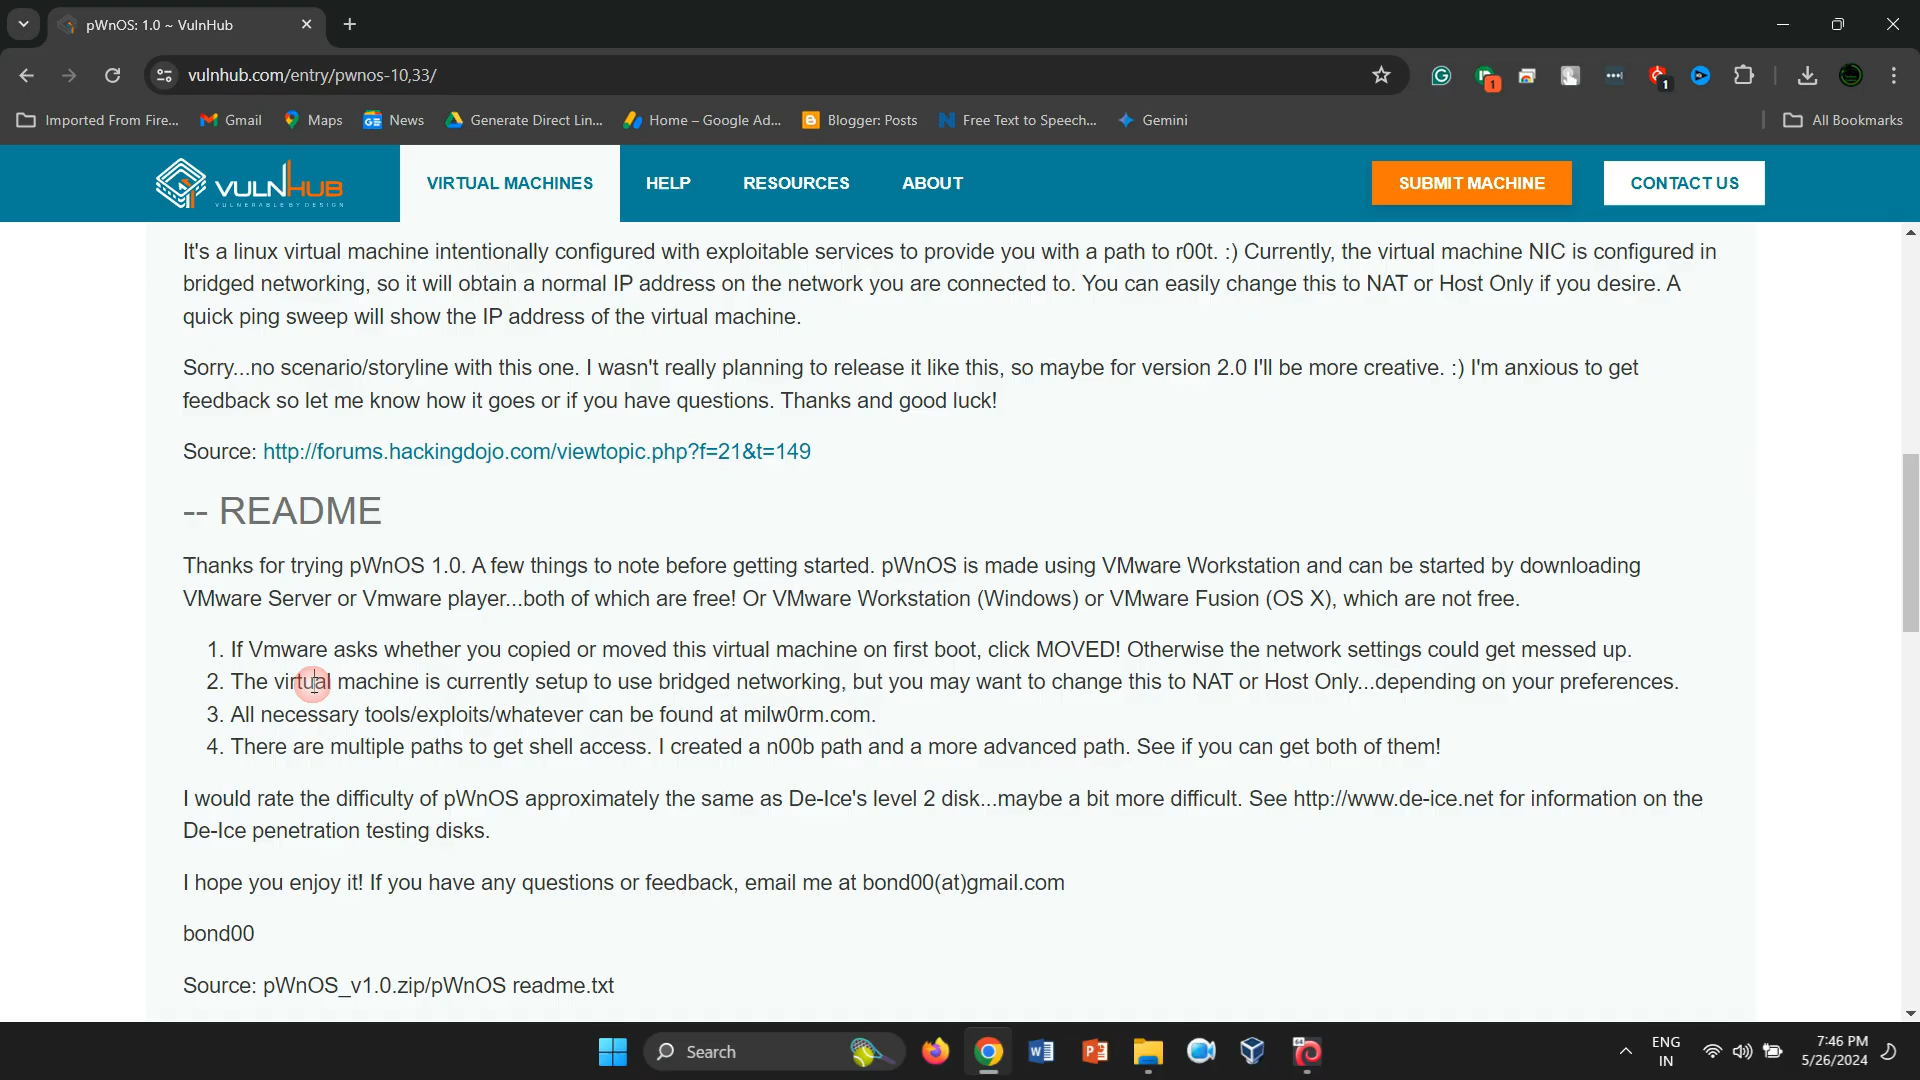 pWnOS: 1.0 ~ VulnHub
vulnhub.com/entry/pwnos-10,33/
1
1
Imported From Fire...
Gmail
Maps
News
Generate Direct Lin...
Home – Google Ad...
Blogger: Posts
Free Text to Speech...
Gemini
All Bookmarks
VULNHUB
VULNERABLE BY DESIGN
VIRTUAL MACHINES
HELP
RESOURCES
ABOUT
SUBMIT MACHINE
CONTACT US
It's a linux virtual machine intentionally configured with exploitable services to provide you with a path to r00t. :) Currently, the virtual machine NIC is configured in
bridged networking, so it will obtain a normal IP address on the network you are connected to. You can easily change this to NAT or Host Only if you desire. A
quick ping sweep will show the IP address of the virtual machine.
Sorry...no scenario/storyline with this one. I wasn't really planning to release it like this, so maybe for version 2.0 I'll be more creative. :) I'm anxious to get
feedback so let me know how it goes or if you have questions. Thanks and good luck!
Source: http://forums.hackingdojo.com/viewtopic.php?f=21&t=149
-- README
Thanks for trying pWnOS 1.0. A few things to note before getting started. pWnOS is made using VMware Workstation and can be started by downloading
VMware Server or Vmware player...both of which are free! Or VMware Workstation (Windows) or VMware Fusion (OS X), which are not free.
1. If Vmware asks whether you copied or moved this virtual machine on first boot, click MOVED! Otherwise the network settings could get messed up.
2. The virtual machine is currently setup to use bridged networking, but you may want to change this to NAT or Host Only...depending on your preferences.
3. All necessary tools/exploits/whatever can be found at milw0rm.com.
4. There are multiple paths to get shell access. I created a n00b path and a more advanced path. See if you can get both of them!
I would rate the difficulty of pWnOS approximately the same as De-Ice's level 2 disk...maybe a bit more difficult. See http://www.de-ice.net for information on the
De-Ice penetration testing disks.
I hope you enjoy it! If you have any questions or feedback, email me at bond00(at)gmail.com
bond00
Source: pWnOS_v1.0.zip/pWnOS readme.txt
Search
64
ENG
IN
7:46 PM
5/26/2024